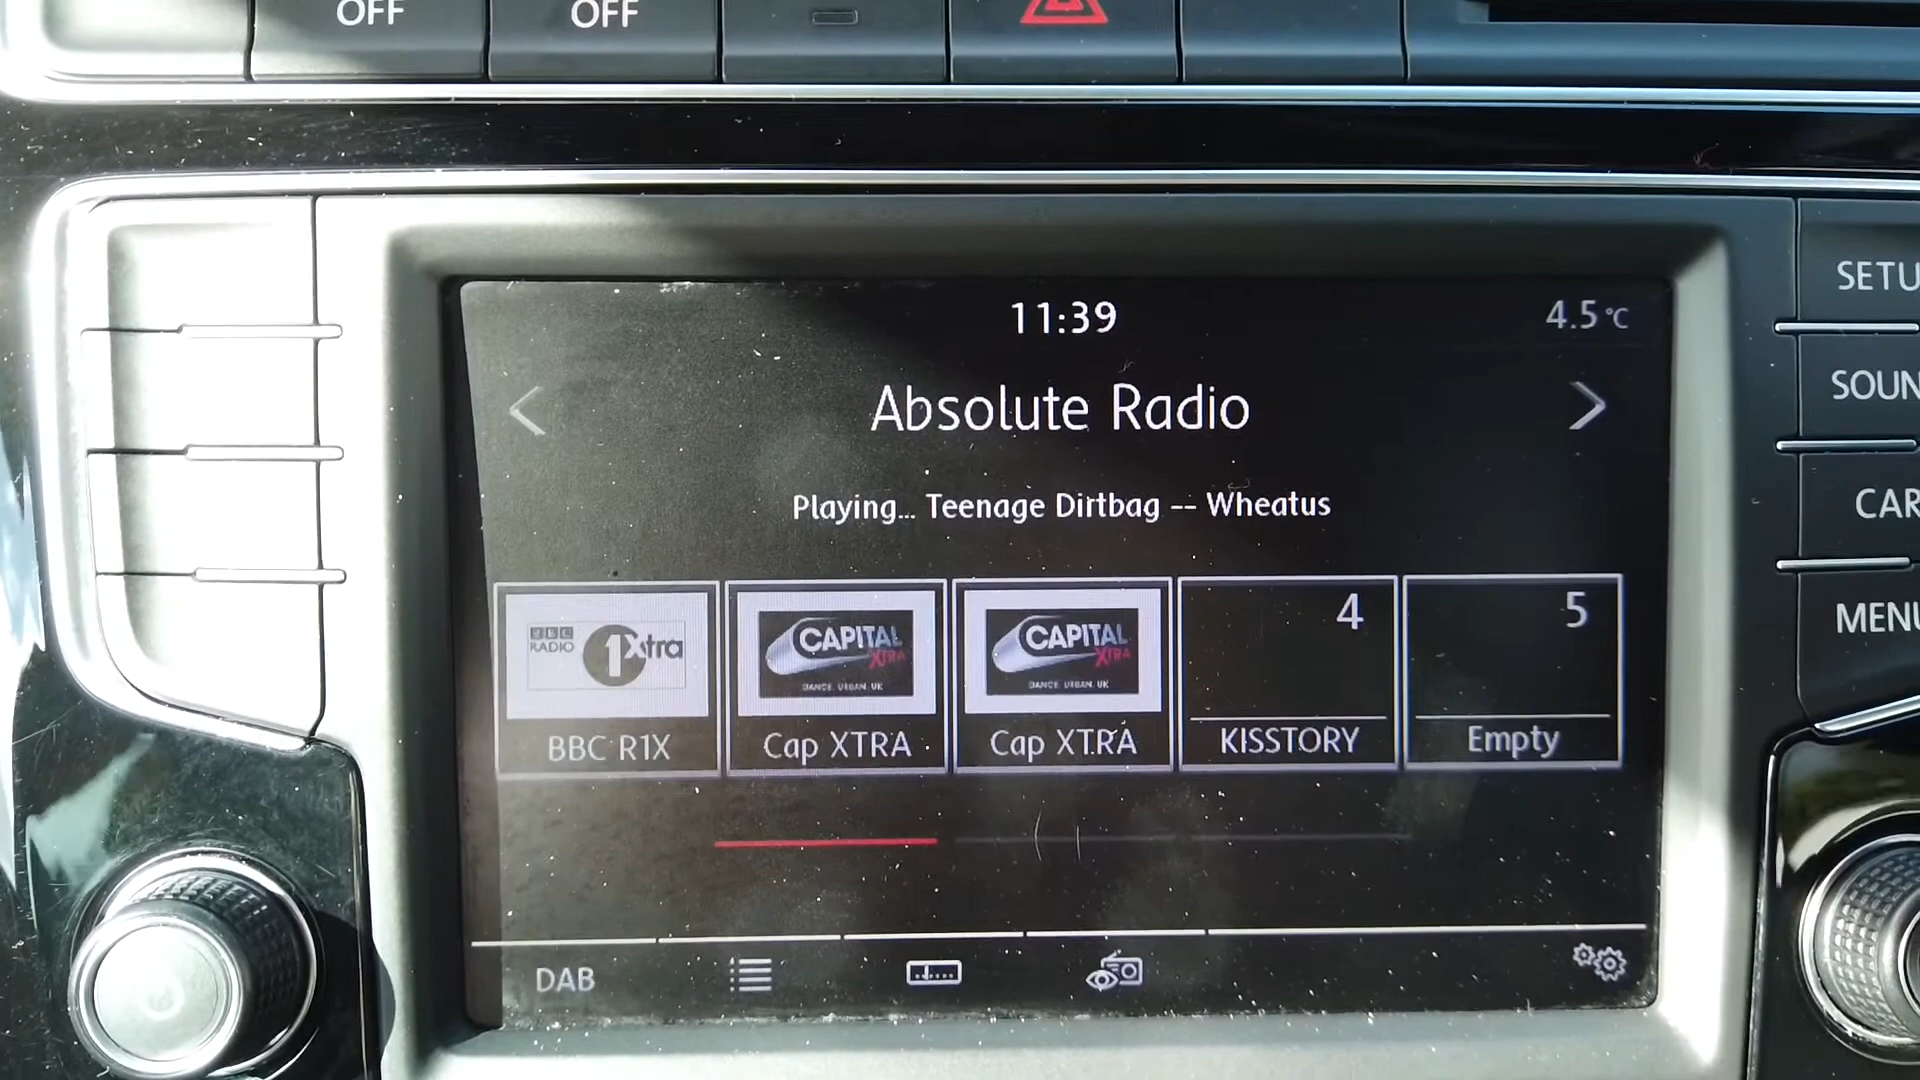 OFF OFF
11:39 4.5°C
Absolute Radio
Playing... Teenage Dirtbag -- Wheatus
BBC RADIO 1Xtra
BBC R1X
CAPITAL XTRA
DANCE. URBAN. UK
Cap XTRA
CAPITAL XTRA
DANCE. URBAN. UK
Cap XTRA
4
KISSTORY
5
Empty
DAB
SETU
SOUN
CAR
MENU